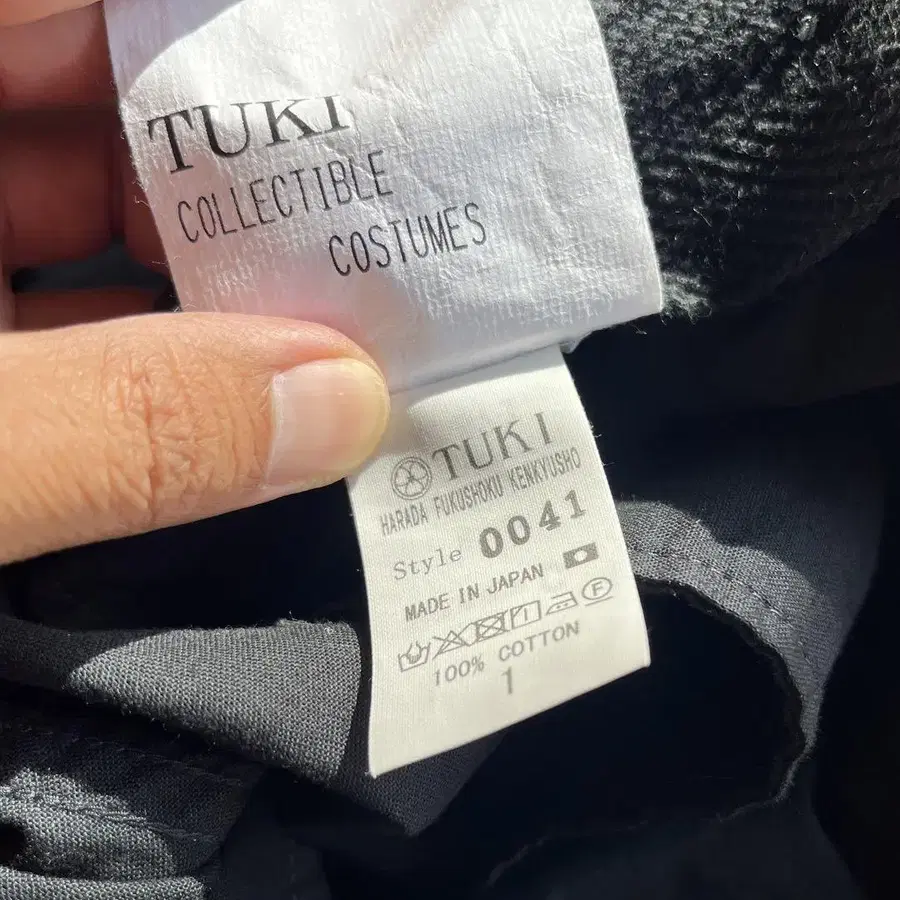 TUKI
COLLECTIBLE
COSTUMES
TUKI
HARADA FUKUSHOKU KENKYUSHO
Style 0041
MADE IN JAPAN
F
100% COTTON
1